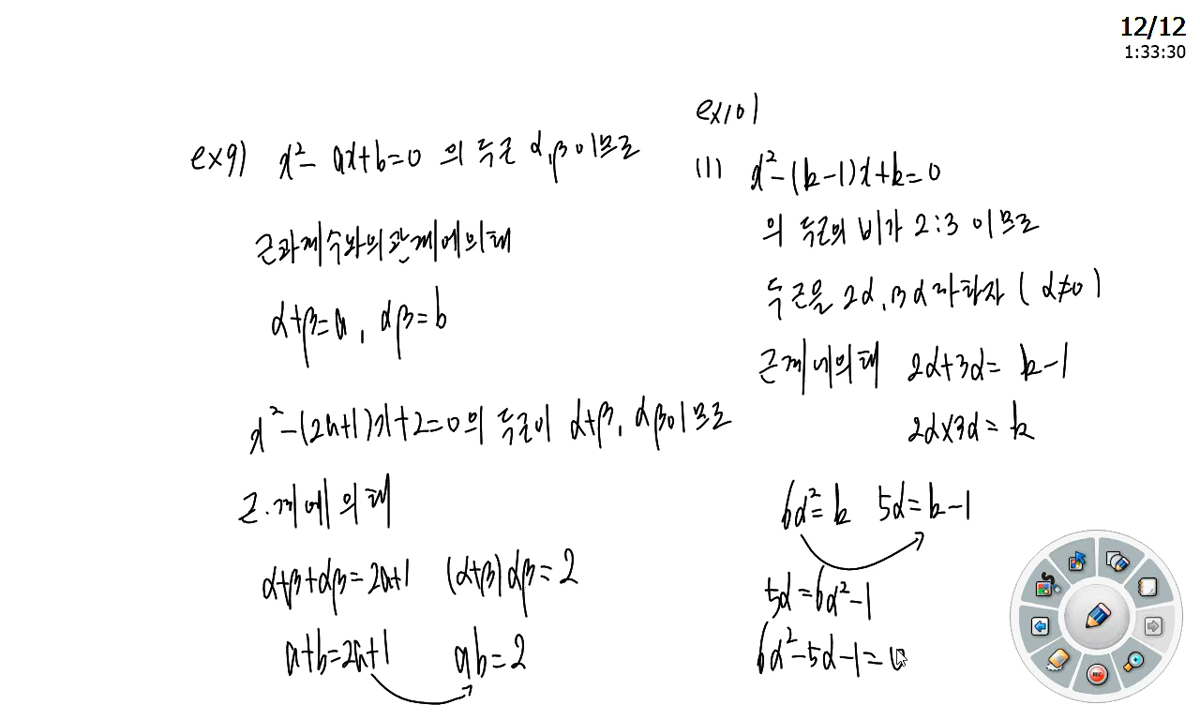 12/12
1:33:30
ex9) x²-ax+b=0 의 두근 α,β이므로
근과계수와의관계에의해
α+β=a, αβ=b
x²-(2a+1)x+2=0의 두근이 α+β, αβ이므로
근.계에의해
α+β+αβ=2a+1 (α+β)αβ=2
a+b=2a+1 ab=2
ex10)
(1) x²-(k-1)x+k=0
의 두근의 비가 2:3 이므로
두근을 2α,3α라하자 (α≠0)
근계에의해 2α+3α= k-1
2α×3α= k
6α²=k 5α=k-1
5α=6α²-1
6α²-5α-1=0
REC